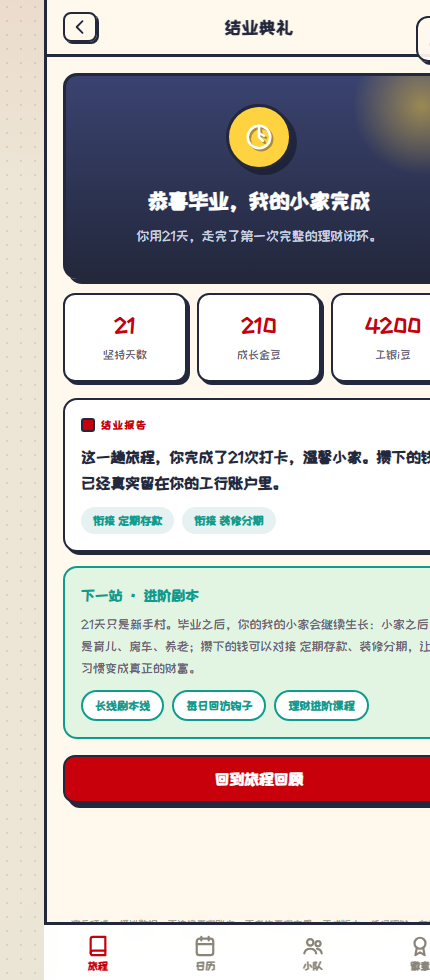 结业典礼
恭喜毕业，我的小家完成
你用21天，走完了第一次完整的理财闭环。
21
坚持天数
210
成长金豆
4200
工银i豆
结业报告
这一趟旅程，你完成了21次打卡，温馨小家。攒下的钱
已经真实留在你的工行账户里。
衔接 定期存款
衔接 装修分期
下一站 · 进阶剧本
21天只是新手村。毕业之后，你的我的小家会继续生长：小家之后
是育儿、房车、养老；攒下的钱可以对接 定期存款、装修分期，让
习惯变成真正的财富。
长线剧本线
每日回访钩子
理财进阶课程
回到旅程回顾
旅程
日历
小队
徽章